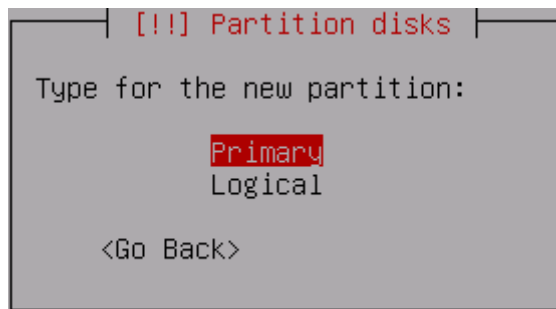 [!!] Partition disks
Type for the new partition:
Primary
Logical
<Go Back>